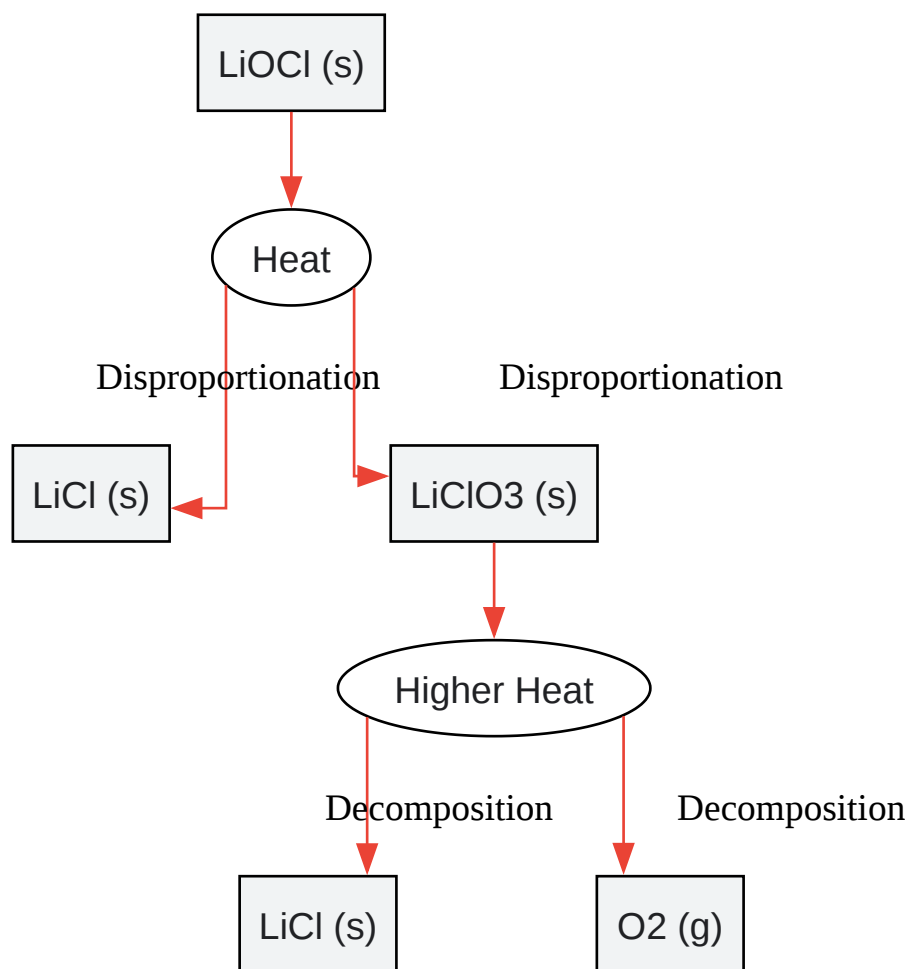 LiOCl (s)
Heat
Disproportionation
Disproportionation
LiCl (s)
LiClO3 (s)
Higher Heat
Decomposition
Decomposition
LiCl (s)
O2 (g)